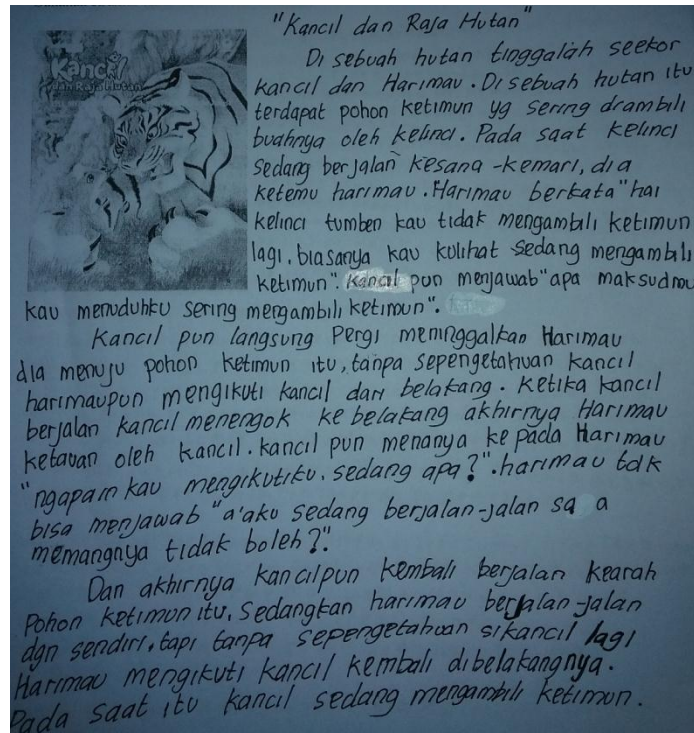 "Kancil dan Raja Hutan"
Kancil
dan Raja Hutan
Di sebuah hutan tinggalah seekor
kancil dan Harimau. Di sebuah hutan itu
terdapat pohon ketimun yg sering diambili
buahnya oleh kelinci. Pada saat kelinci
sedang berjalan kesana-kemari, dia
ketemu harimau. Harimau berkata "hai
kelinci tumben kau tidak mengambili ketimun
lagi, biasanya kau kulihat sedang mengambili
ketimun". Kancil pun menjawab "apa maksudmu
kau menuduhku sering mengambili ketimun".
Kancil pun langsung Pergi meninggalkan Harimau
dia menuju pohon ketimun itu, tanpa sepengetahuan kancil
harimaupun mengikuti kancil dari belakang. Ketika kancil
berjalan kancil menengok ke belakang akhirnya Harimau
ketauan oleh kancil. kancil pun menanya ke pada Harimau
"ngapain kau mengikutiku. sedang apa?". harimau tdk
bisa menjawab "a'aku sedang berjalan-jalan sa a
memangnya tidak boleh?".
Dan akhirnya kancilpun kembali berjalan kearah
Pohon ketimun itu. Sedangkan harimau berjalan-jalan
dgn sendiri, tapi tanpa sepengetahuan sikancil lagi
Harimau mengikuti kancil kembali dibelakangnya.
Pada saat itu kancil sedang mengambili ketimun.